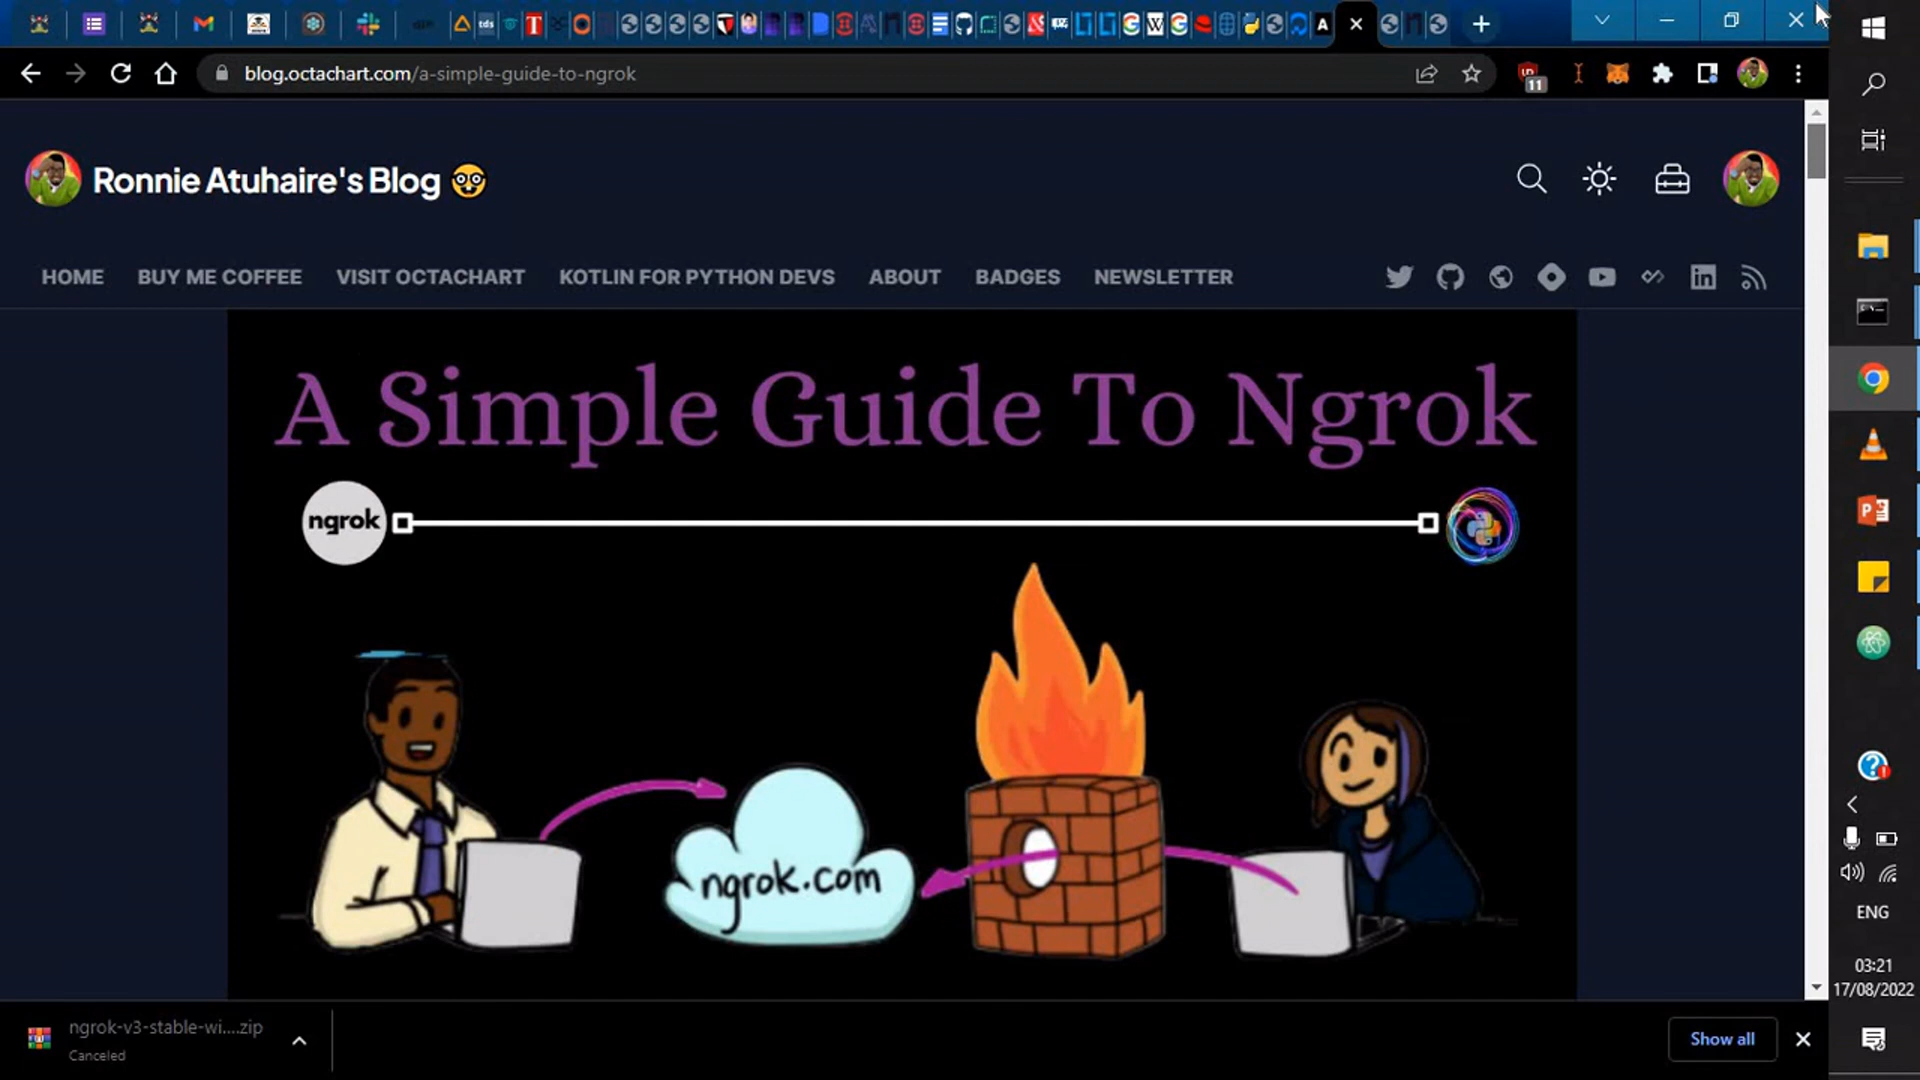 blog.octachart.com/a-simple-guide-to-ngrok
11
Ronnie Atuhaire's Blog
HOME BUY ME COFFEE VISIT OCTACHART KOTLIN FOR PYTHON DEVS ABOUT BADGES NEWSLETTER
A Simple Guide To Ngrok
ngrok
ngrok.com
ENG
03:21
17/08/2022
ngrok-v3-stable-wi....zip
Canceled
Show all